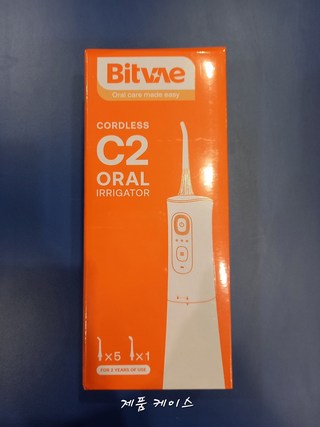 Bitvae
Oral care made easy
CORDLESS
C2
ORAL
IRRIGATOR
x5 x1
FOR 2 YEARS OF USE
제품 케이스